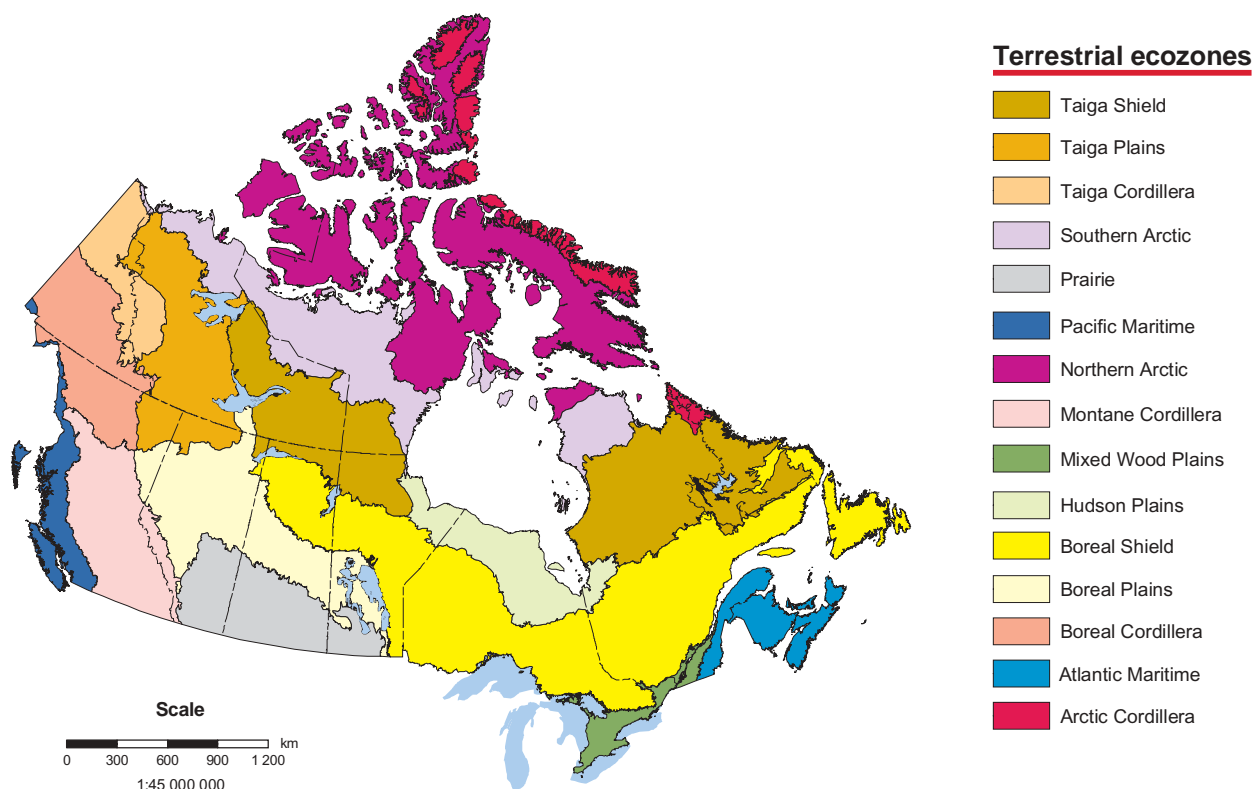 Terrestrial ecozones
Taiga Shield
Taiga Plains
Taiga Cordillera
Southern Arctic
Prairie
Pacific Maritime
Northern Arctic
Montane Cordillera
Mixed Wood Plains
Hudson Plains
Boreal Shield
Boreal Plains
Boreal Cordillera
Atlantic Maritime
Arctic Cordillera
Scale
km
0 300 600 900 1 200
1:45 000 000